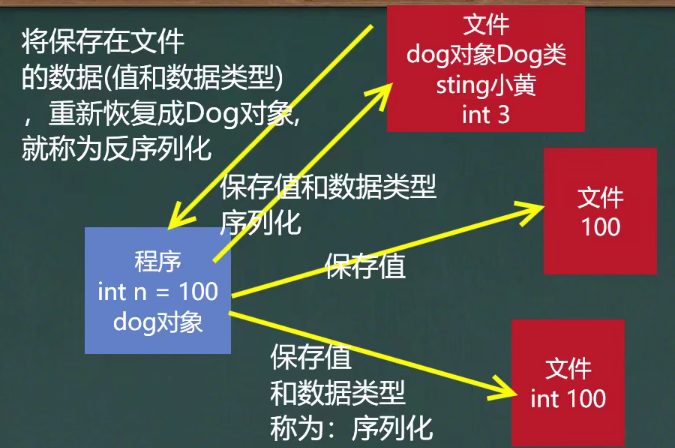 将保存在文件
的数据(值和数据类型)
，重新恢复成Dog对象,
就称为反序列化
文件
dog对象Dog类
sting小黄
int 3
保存值和数据类型
序列化
文件
100
程序
int n = 100
dog对象
保存值
保存值
和数据类型
称为：序列化
文件
int 100